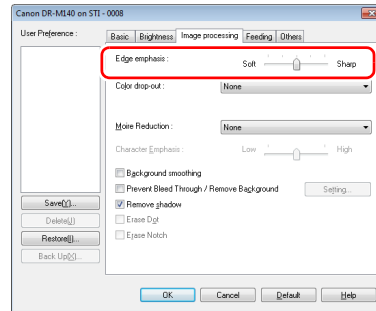 Canon DR-M140 on STI - 0008
User Preference :
Basic Brightness Image processing Feeding Others
Edge emphasis : Soft Sharp
Color drop-out : None
Moire Reduction : None
Character Emphasis : Low High
Background smoothing
Prevent Bleed Through / Remove Background Setting...
Remove shadow
Erase Dot
Erase Notch
Save(Y)...
Delete(J)
Restore(I)...
Back Up(X)...
OK Cancel Default Help